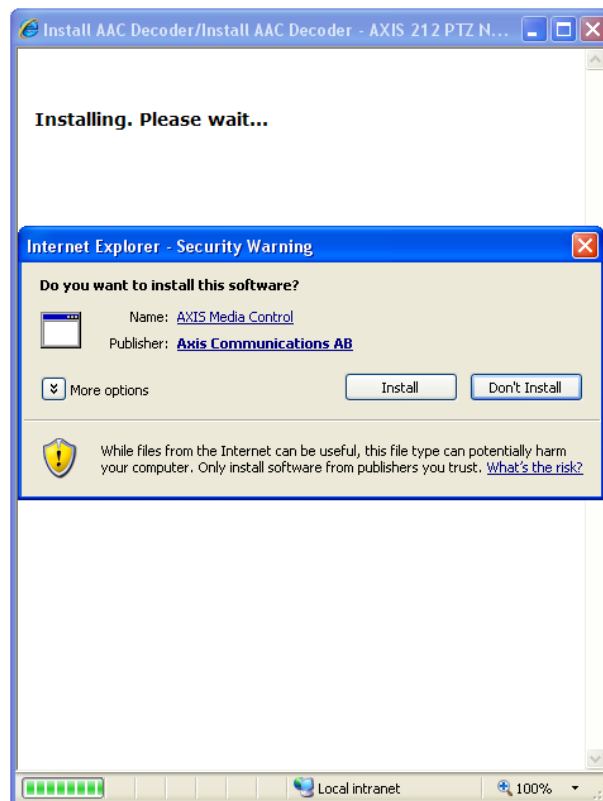 Install AAC Decoder/Install AAC Decoder - AXIS 212 PTZ N...
Installing. Please wait...
Internet Explorer - Security Warning
Do you want to install this software?
Name: AXIS Media Control
Publisher: Axis Communications AB
More options
Install
Don't Install
While files from the Internet can be useful, this file type can potentially harm
your computer. Only install software from publishers you trust. What's the risk?
Local intranet
100%